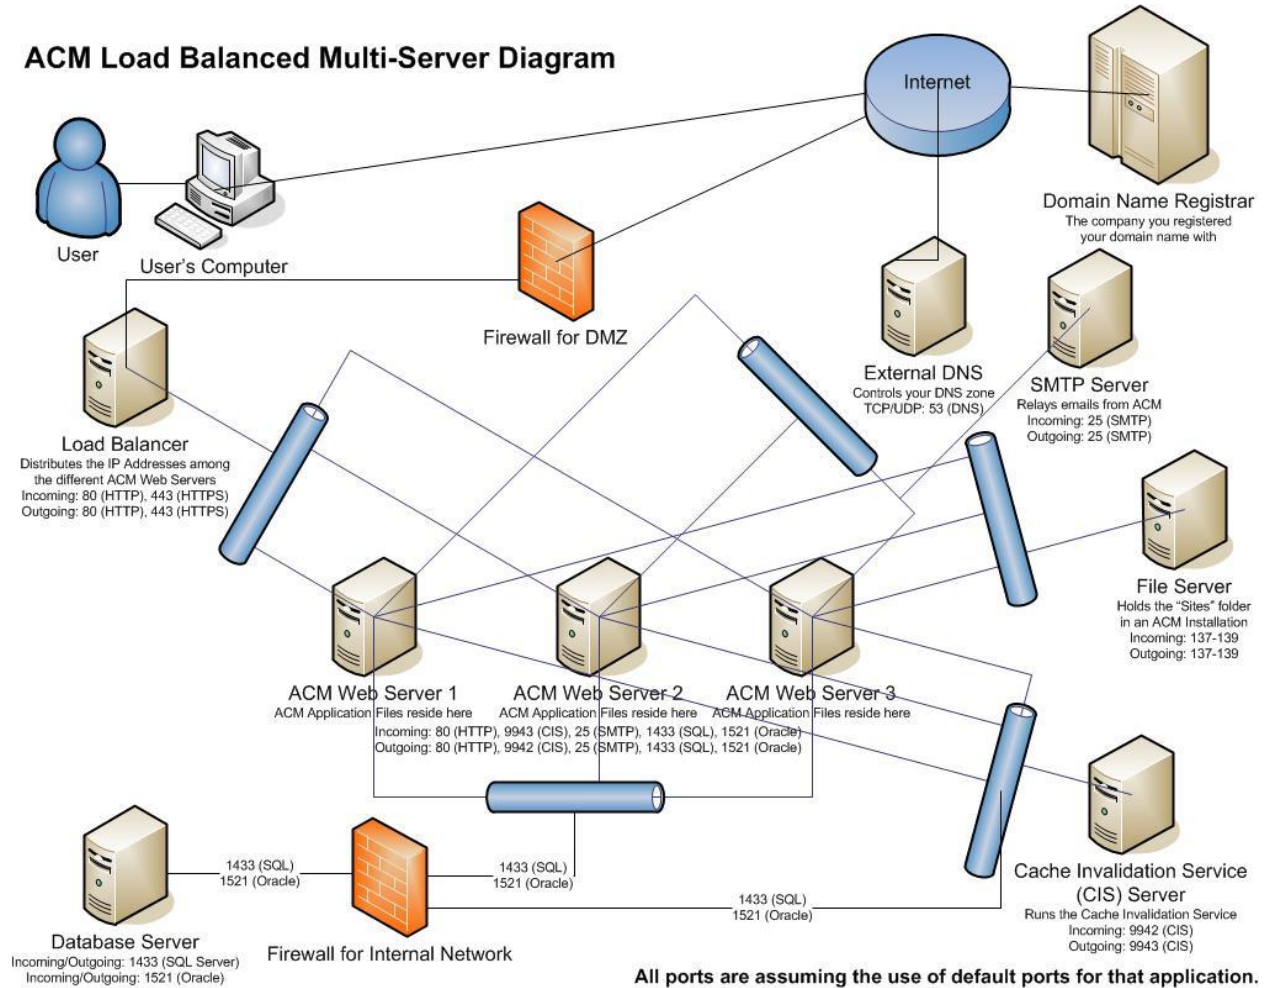 ACM Load Balanced Multi-Server Diagram
Internet
Domain Name Registrar
The company you registered
your domain name with
User
User's Computer
Firewall for DMZ
External DNS
Controls your DNS zone
TCP/UDP: 53 (DNS)
SMTP Server
Relays emails from ACM
Incoming: 25 (SMTP)
Outgoing: 25 (SMTP)
Load Balancer
Distributes the IP Addresses among
the different ACM Web Servers
Incoming: 80 (HTTP), 443 (HTTPS)
Outgoing: 80 (HTTP), 443 (HTTPS)
File Server
Holds the "Sites" folder
in an ACM Installation
Incoming: 137-139
Outgoing: 137-139
ACM Web Server 1
ACM Application Files reside here
ACM Web Server 2
ACM Application Files reside here
ACM Web Server 3
ACM Application Files reside here
Incoming: 80 (HTTP), 9943 (CIS), 25 (SMTP), 1433 (SQL), 1521 (Oracle)
Outgoing: 80 (HTTP), 9942 (CIS), 25 (SMTP), 1433 (SQL), 1521 (Oracle)
1433 (SQL)
1521 (Oracle)
1433 (SQL)
1521 (Oracle)
1433 (SQL)
1521 (Oracle)
Cache Invalidation Service
(CIS) Server
Runs the Cache Invalidation Service
Incoming: 9942 (CIS)
Outgoing: 9943 (CIS)
Database Server
Incoming/Outgoing: 1433 (SQL Server)
Incoming/Outgoing: 1521 (Oracle)
Firewall for Internal Network
All ports are assuming the use of default ports for that application.